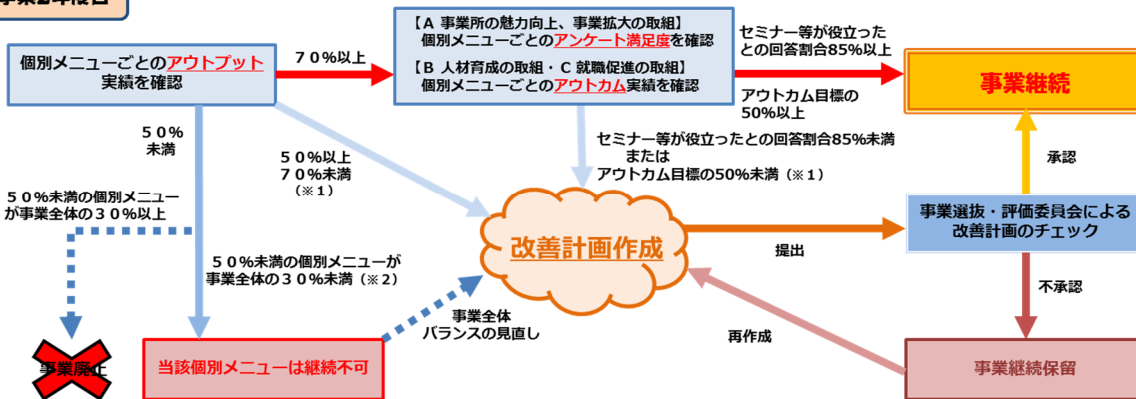 事業2年度目
個別メニューごとのアウトプット
実績を確認
７０％以上
【A 事業所の魅力向上、事業拡大の取組】
個別メニューごとのアンケート満足度を確認
【B 人材育成の取組・C 就職促進の取組】
個別メニューごとのアウトカム実績を確認
セミナー等が役立った
との回答割合85%以上
アウトカム目標の
50%以上
事業継続
５０％
未満
５０％以上
７０％未満
（※１）
セミナー等が役立ったとの回答割合85%未満
または
アウトカム目標の50%未満（※１）
承認
５０％未満の個別メニュー
が事業全体の３０％以上
事業選抜・評価委員会による
改善計画のチェック
改善計画作成
提出
５０％未満の個別メニューが
事業全体の３０％未満（※２）
不承認
事業全体
バランスの見直し
再作成
事業廃止
当該個別メニューは継続不可
事業継続保留